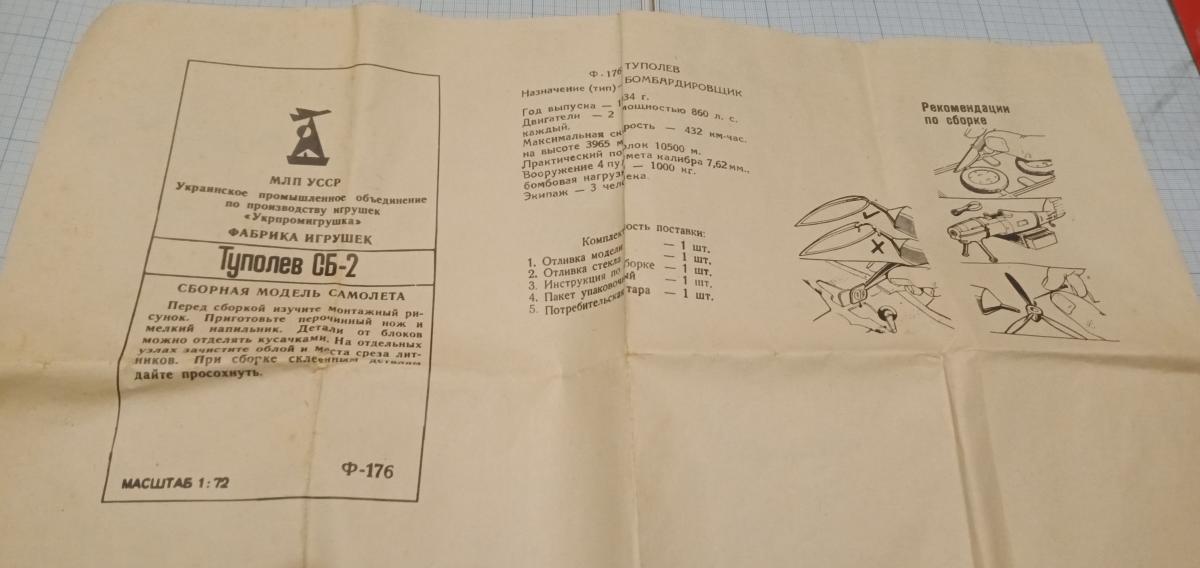 МЛП УССР
Украинское промышленное объединение
по производству игрушек
«Укрпромигрушка»
ФАБРИКА ИГРУШЕК
Туполев СБ-2
СБОРНАЯ МОДЕЛЬ САМОЛЕТА
Перед сборкой изучите монтажный ри-
сунок. Приготовьте перочинный нож и
мелкий напильник. Детали от блоков
можно отделять кусачками. На отдельных
узлах зачистите облой и места среза лит-
ников. При сборке склеенным деталям
дайте просохнуть.
МАСШТАБ 1:72
Ф-176
Ф-176 ТУПОЛЕВ
Назначение (тип) БОМБАРДИРОВЩИК
Год выпуска — 34 г.
Двигатели — 2 мощностью 860 л. с.
каждый.
Максимальная скорость — 432 км-час.
на высоте 3965 м
Практический потолок 10500 м.
Вооружение 4 пулемета калибра 7,62 мм.,
бомбовая нагрузка — 1000 кг.
Экипаж — 3 человека.
Комплектность поставки:
1. Отливка модели — 1 шт.
2. Отливка стекла — 1 шт.
3. Инструкция по сборке — 1 шт.
4. Пакет упаковочный — 1 шт.
5. Потребительская тара — 1 шт.
Рекомендации
по сборке